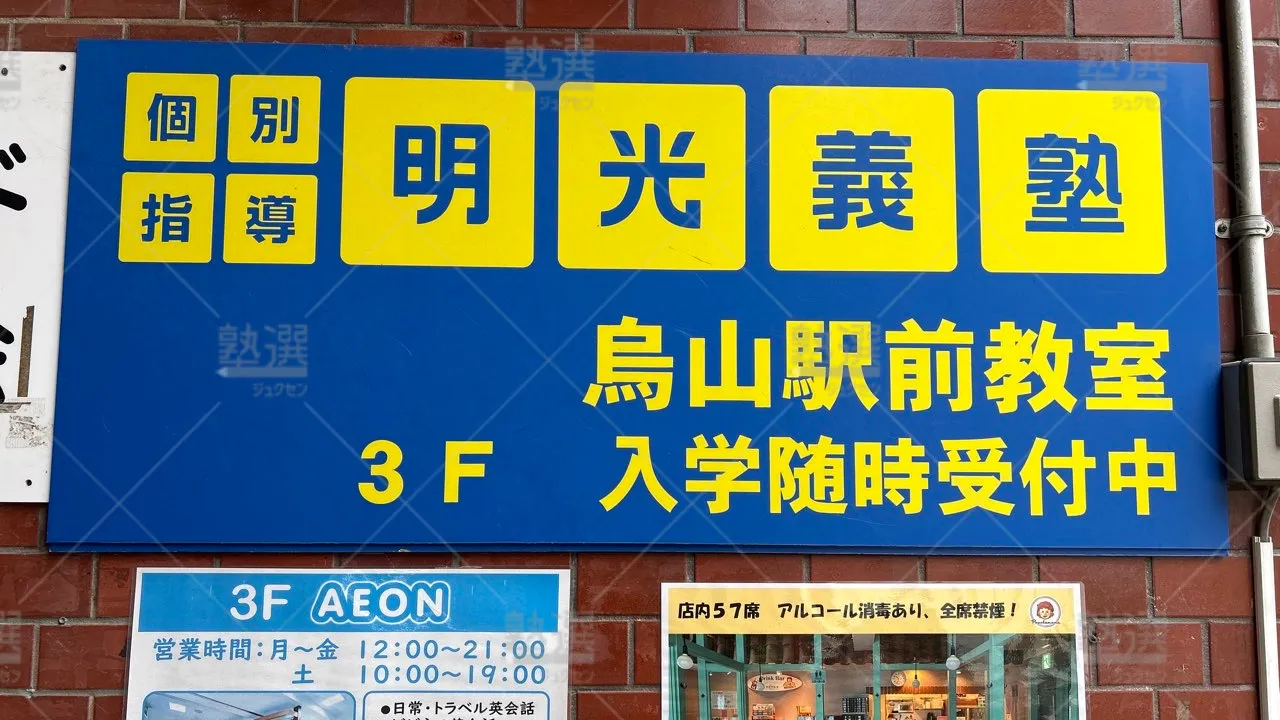 個別
指導
明光義塾
烏山駅前教室
3F 入学随時受付中
3F AEON
営業時間：月～金 12:00～21:00
土 10:00～19:00
●日常・トラベル英会話
店内57席 アルコール消毒あり、全席禁煙！
塾選
ジュクセン